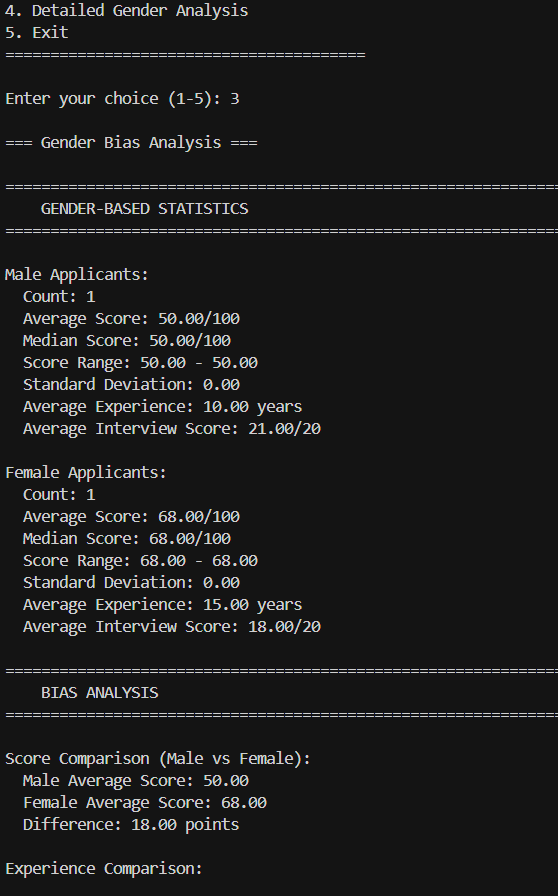 4. Detailed Gender Analysis
5. Exit
========================================
Enter your choice (1-5): 3
=== Gender Bias Analysis ===
==============================================================
GENDER-BASED STATISTICS
==============================================================
Male Applicants:
Count: 1
Average Score: 50.00/100
Median Score: 50.00/100
Score Range: 50.00 - 50.00
Standard Deviation: 0.00
Average Experience: 10.00 years
Average Interview Score: 21.00/20
Female Applicants:
Count: 1
Average Score: 68.00/100
Median Score: 68.00/100
Score Range: 68.00 - 68.00
Standard Deviation: 0.00
Average Experience: 15.00 years
Average Interview Score: 18.00/20
==============================================================
BIAS ANALYSIS
==============================================================
Score Comparison (Male vs Female):
Male Average Score: 50.00
Female Average Score: 68.00
Difference: 18.00 points
Experience Comparison: